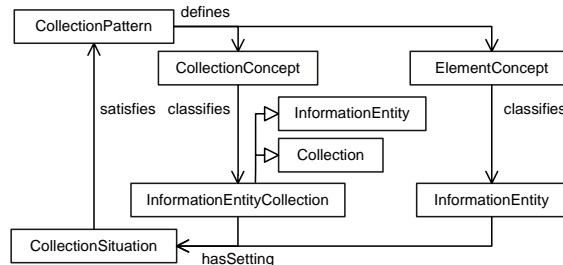 defines
CollectionPattern
CollectionConcept
ElementConcept
satisfies
classifies
InformationEntity
classifies
Collection
InformationEntityCollection
InformationEntity
CollectionSituation
hasSetting